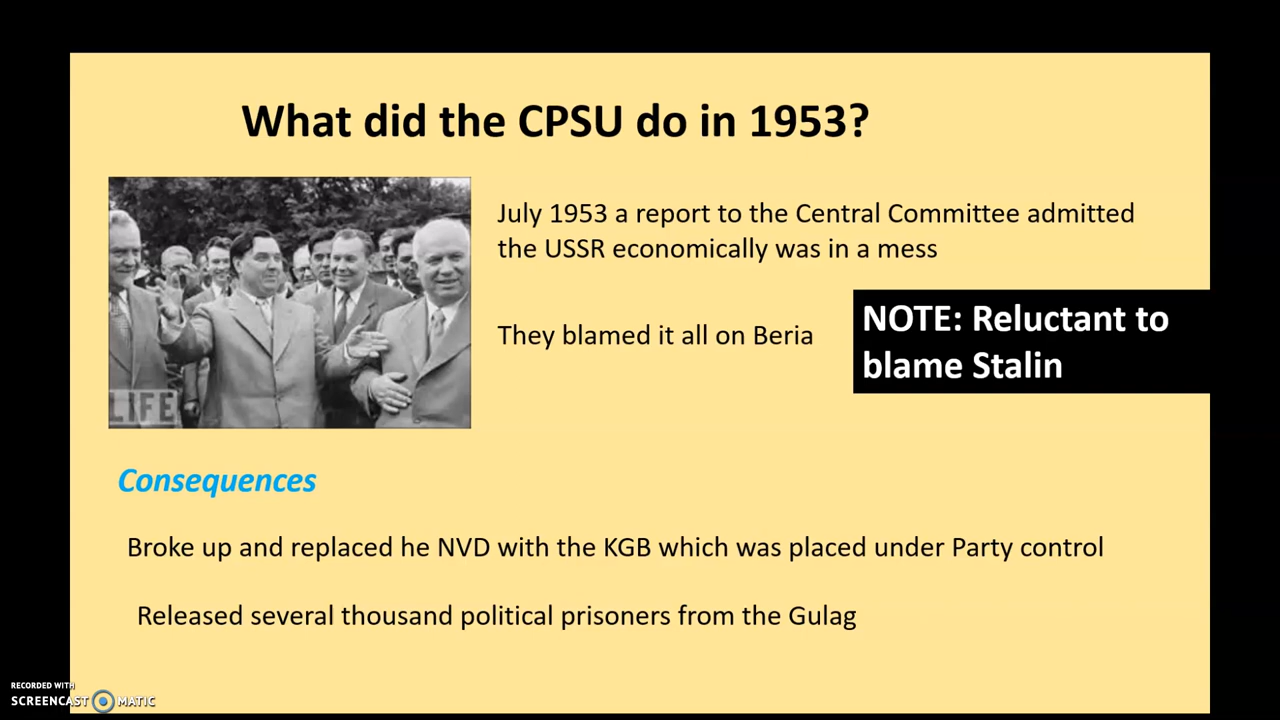 What did the CPSU do in 1953?
July 1953 a report to the Central Committee admitted
the USSR economically was in a mess
They blamed it all on Beria
NOTE: Reluctant to
blame Stalin
LIFE
Consequences
Broke up and replaced he NVD with the KGB which was placed under Party control
Released several thousand political prisoners from the Gulag
RECORDED WITH
SCREENCAST MATIC